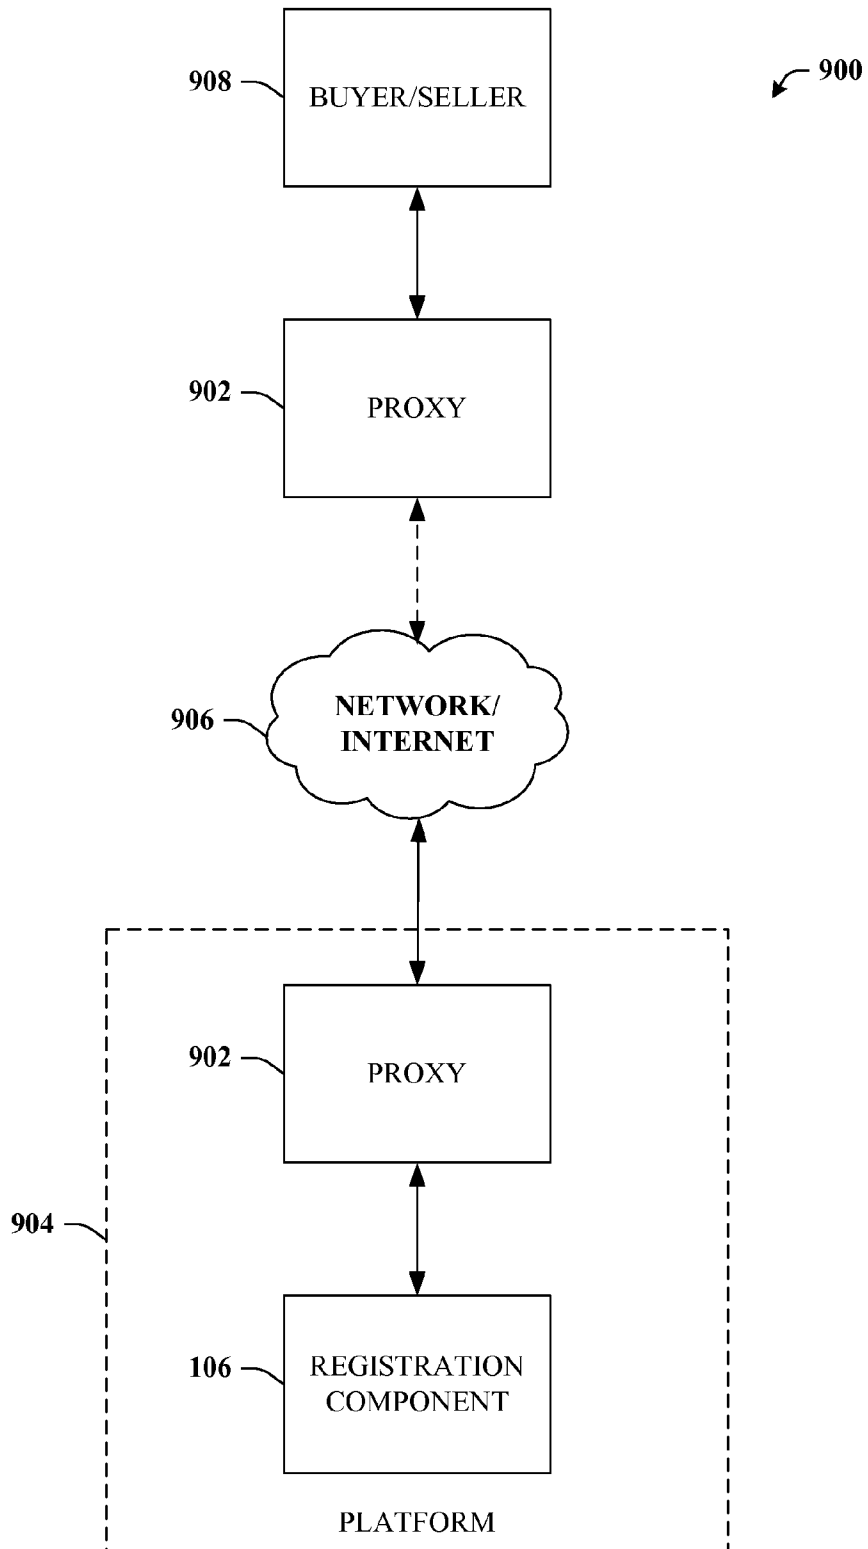 908
BUYER/SELLER
900
902
PROXY
906
NETWORK/
INTERNET
902
PROXY
904
106
REGISTRATION
COMPONENT
PLATFORM